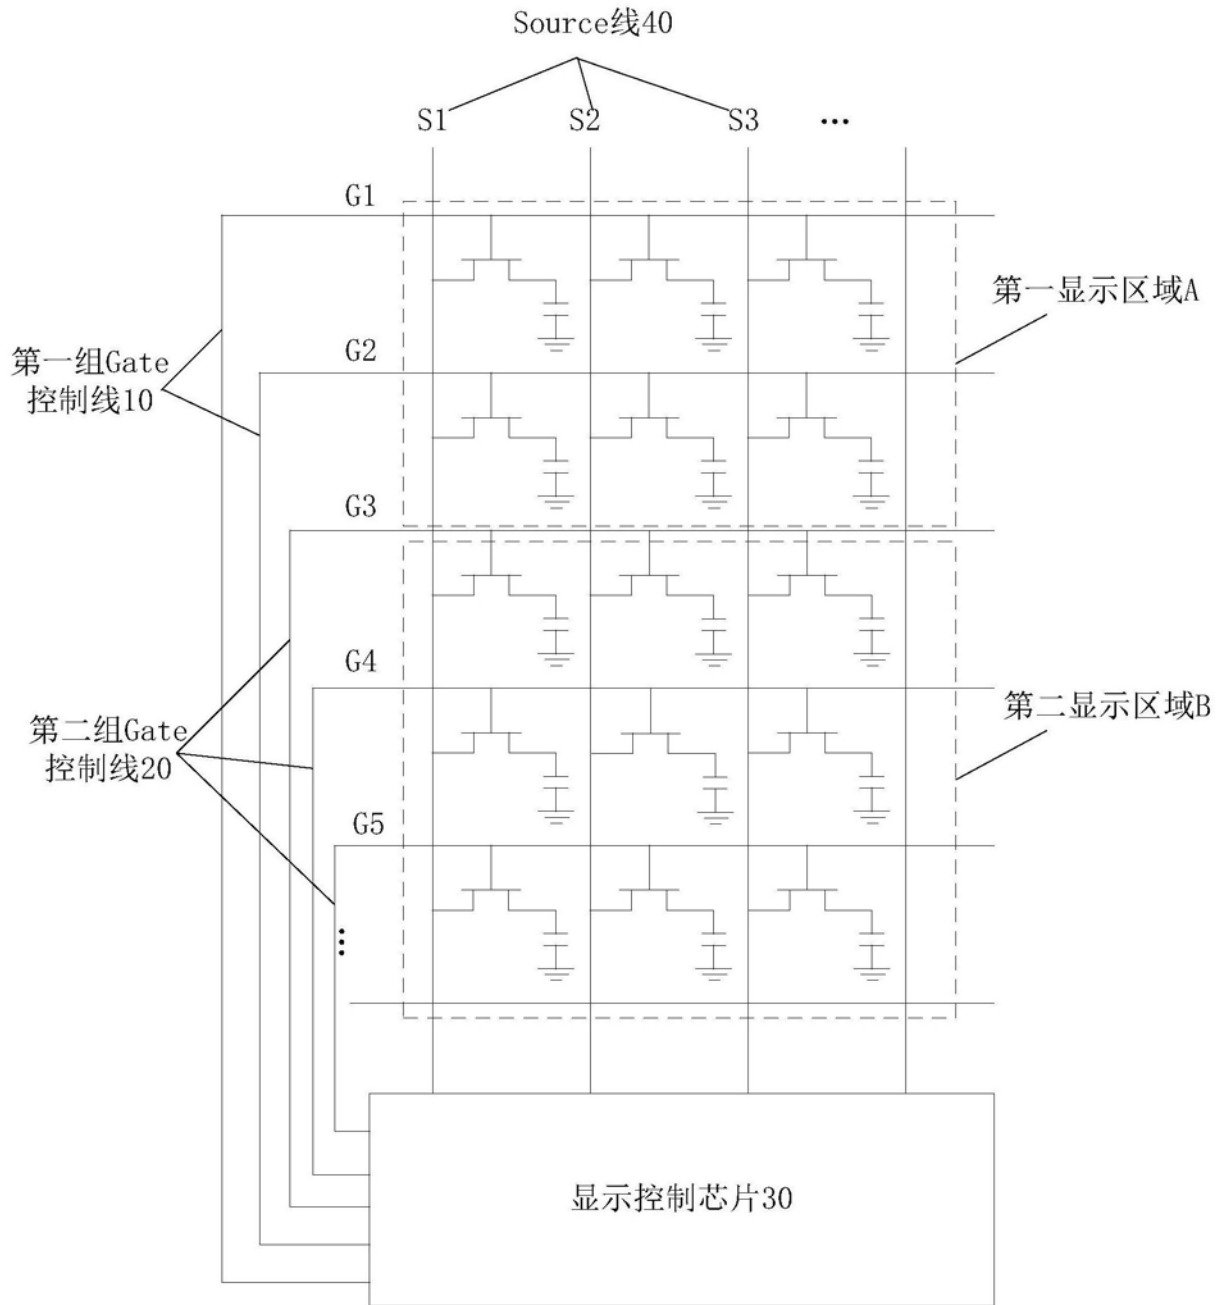 Source线40
S1 S2 S3 …
G1
第一显示区域A
G2
第一组Gate
控制线10
G3
G4
第二显示区域B
第二组Gate
控制线20
G5
…
显示控制芯片30